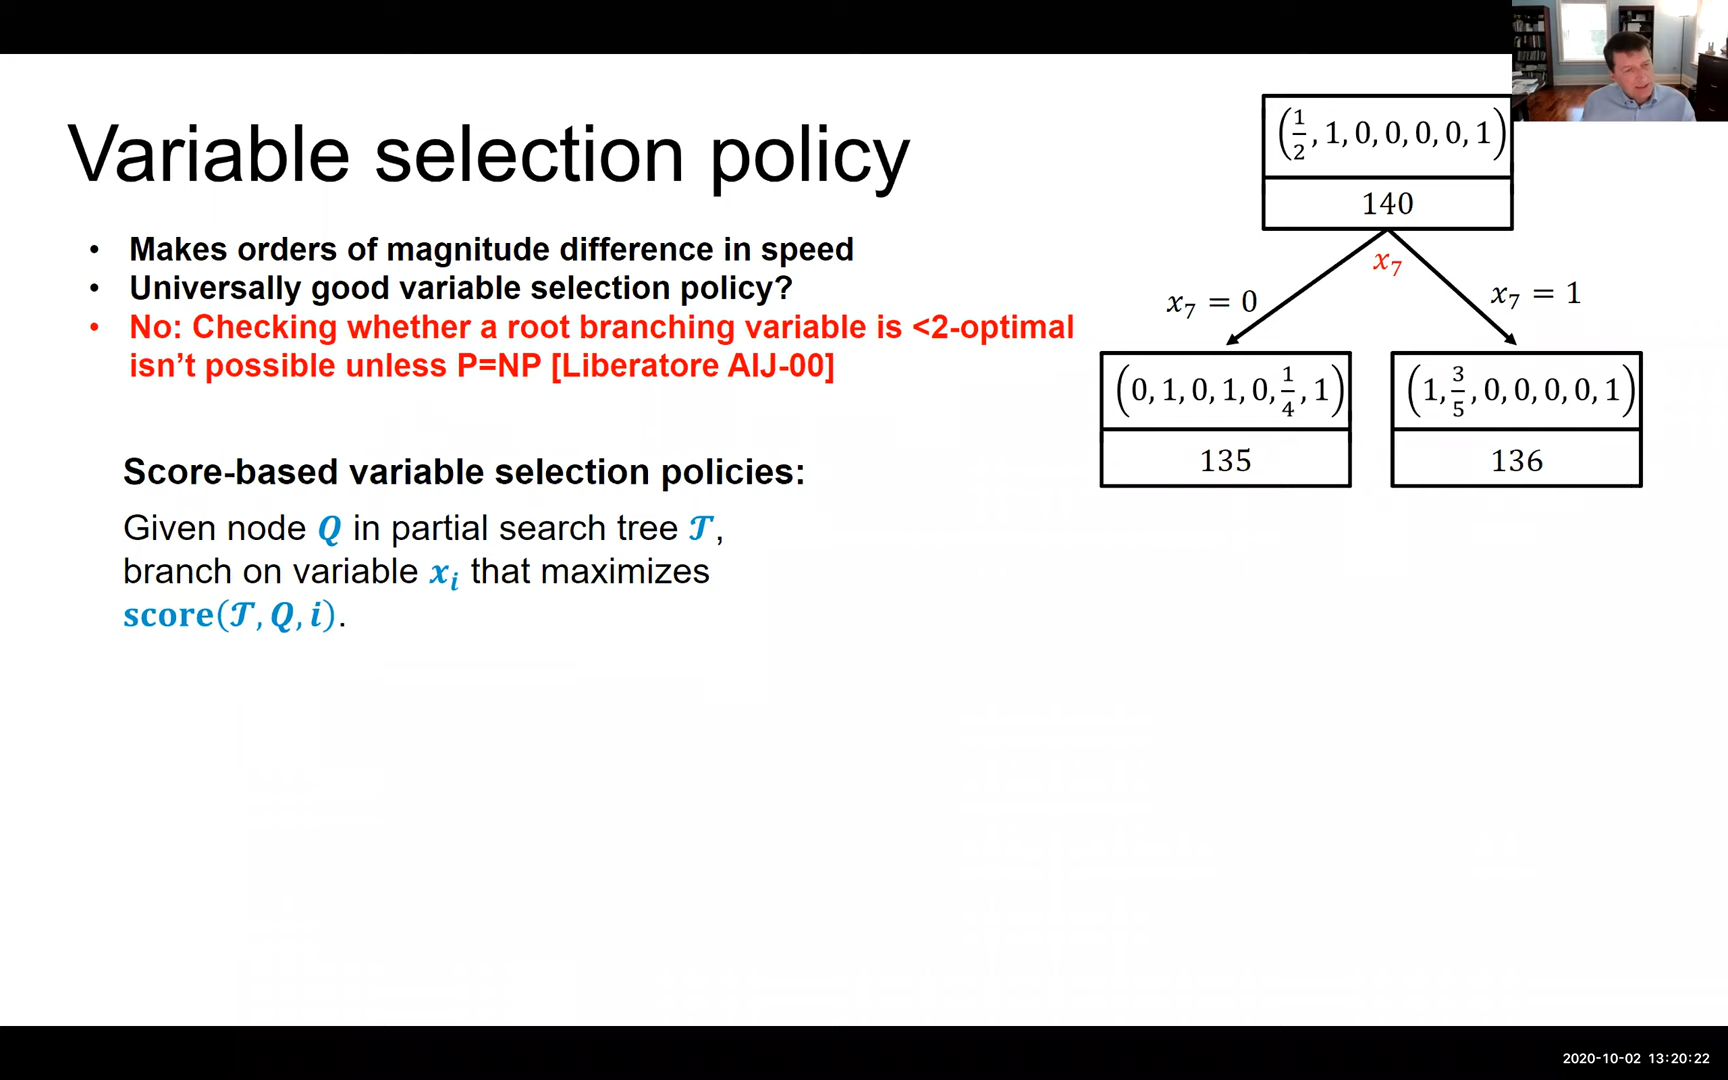 Variable selection policy
• Makes orders of magnitude difference in speed
• Universally good variable selection policy?
• No: Checking whether a root branching variable is <2-optimal
isn't possible unless P=NP [Liberatore AIJ-00]
Score-based variable selection policies:
Given node Q in partial search tree 𝒯,
branch on variable xᵢ that maximizes
score(𝒯, Q, i).
(1/2, 1, 0, 0, 0, 0, 1)
140
x₇
x₇ = 0
x₇ = 1
(0, 1, 0, 1, 0, 1/4, 1)
135
(1, 3/5, 0, 0, 0, 0, 1)
136
2020-10-02 13:20:22